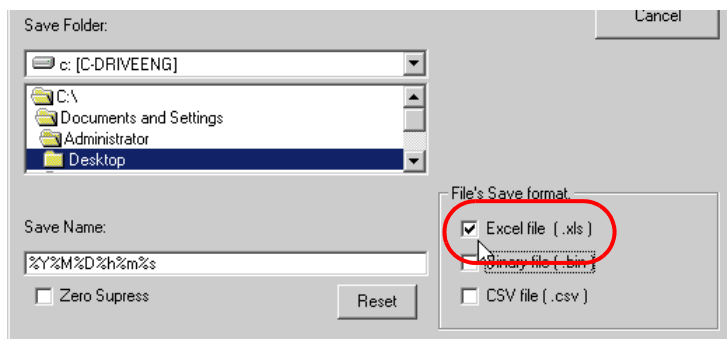 Save Folder:
Cancel
c: [C-DRIVEENG]
C:\
Documents and Settings
Administrator
Desktop
File's Save format.
Save Name:
Excel file ( .xls )
%Y%M%D%h%m%s
Binary file ( .bin )
Zero Supress
Reset
CSV file ( .csv )